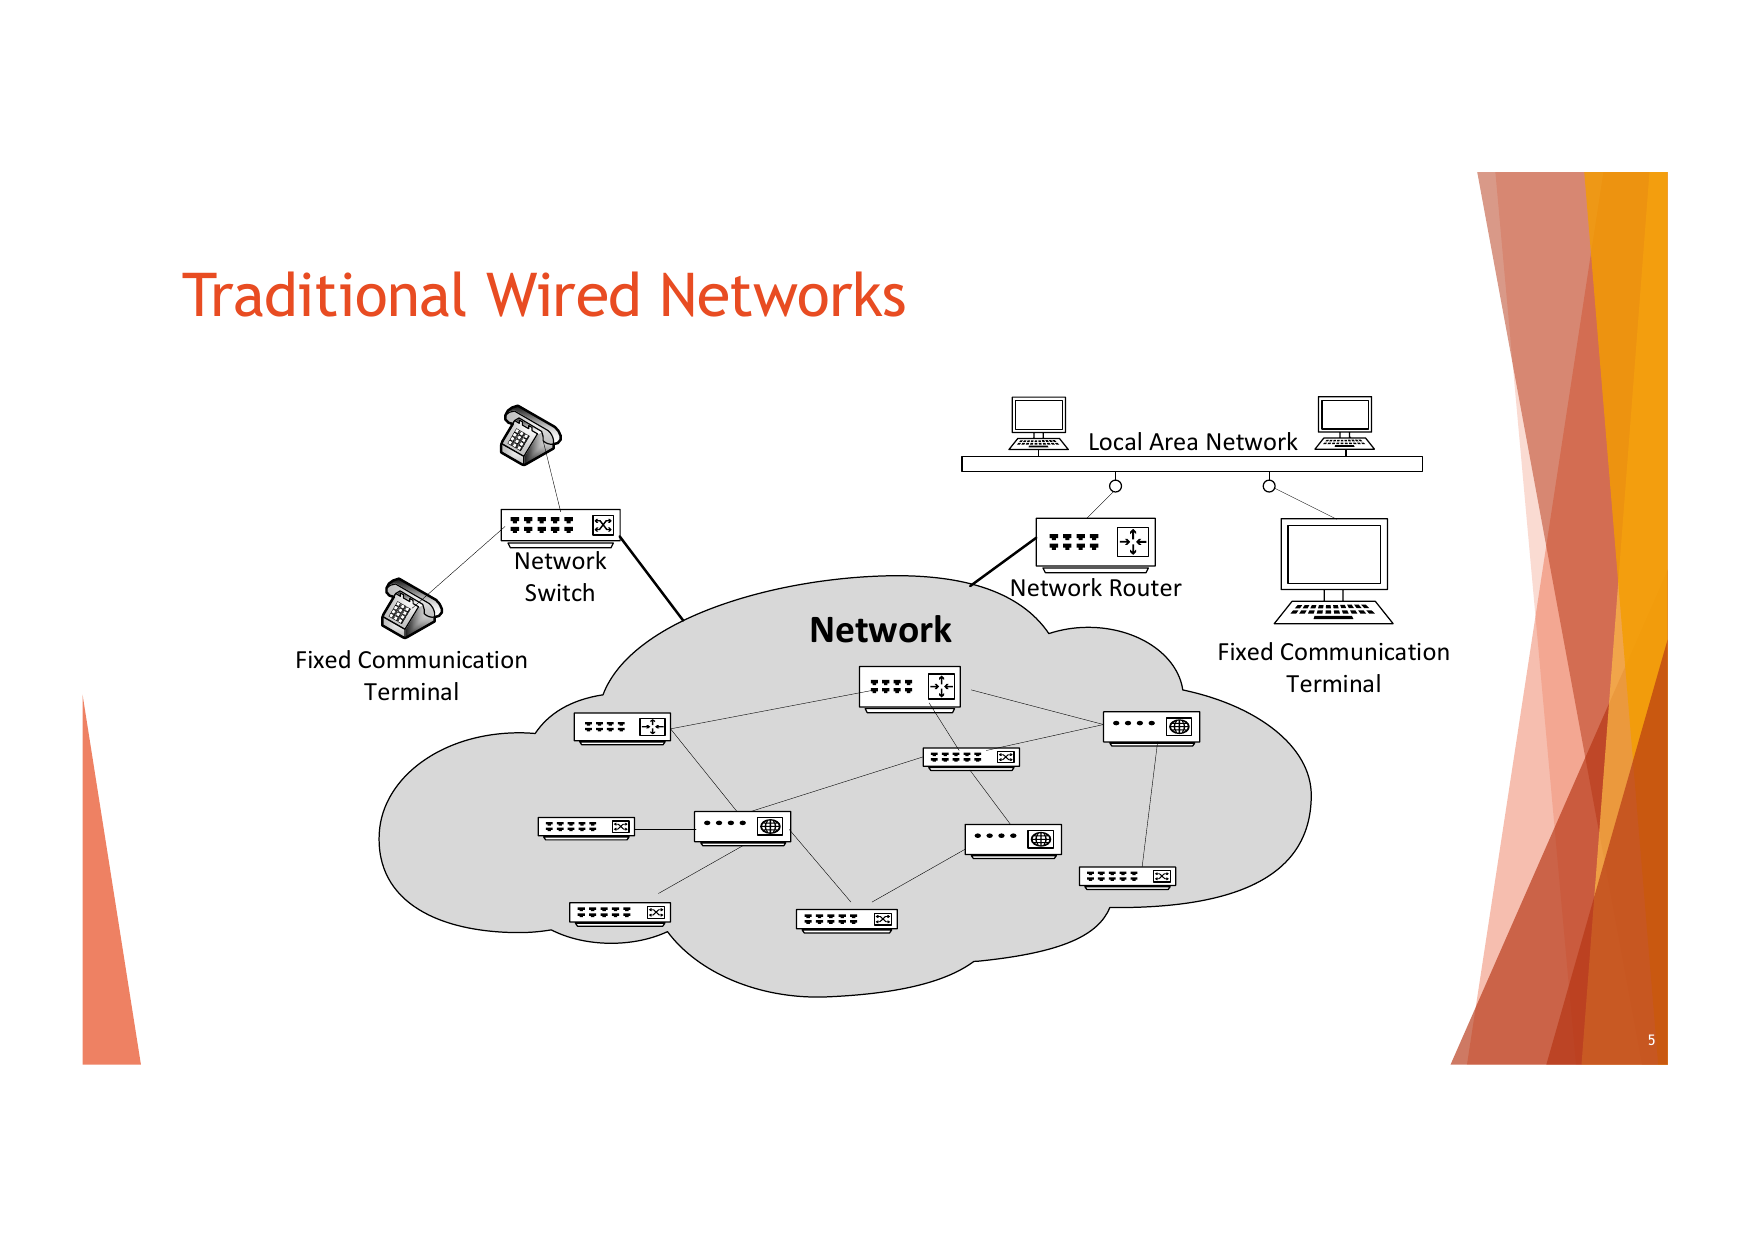 Traditional Wired Networks
Local Area Network
Network
Switch
Network Router
Network
Fixed Communication
Terminal
Fixed Communication
Terminal
5